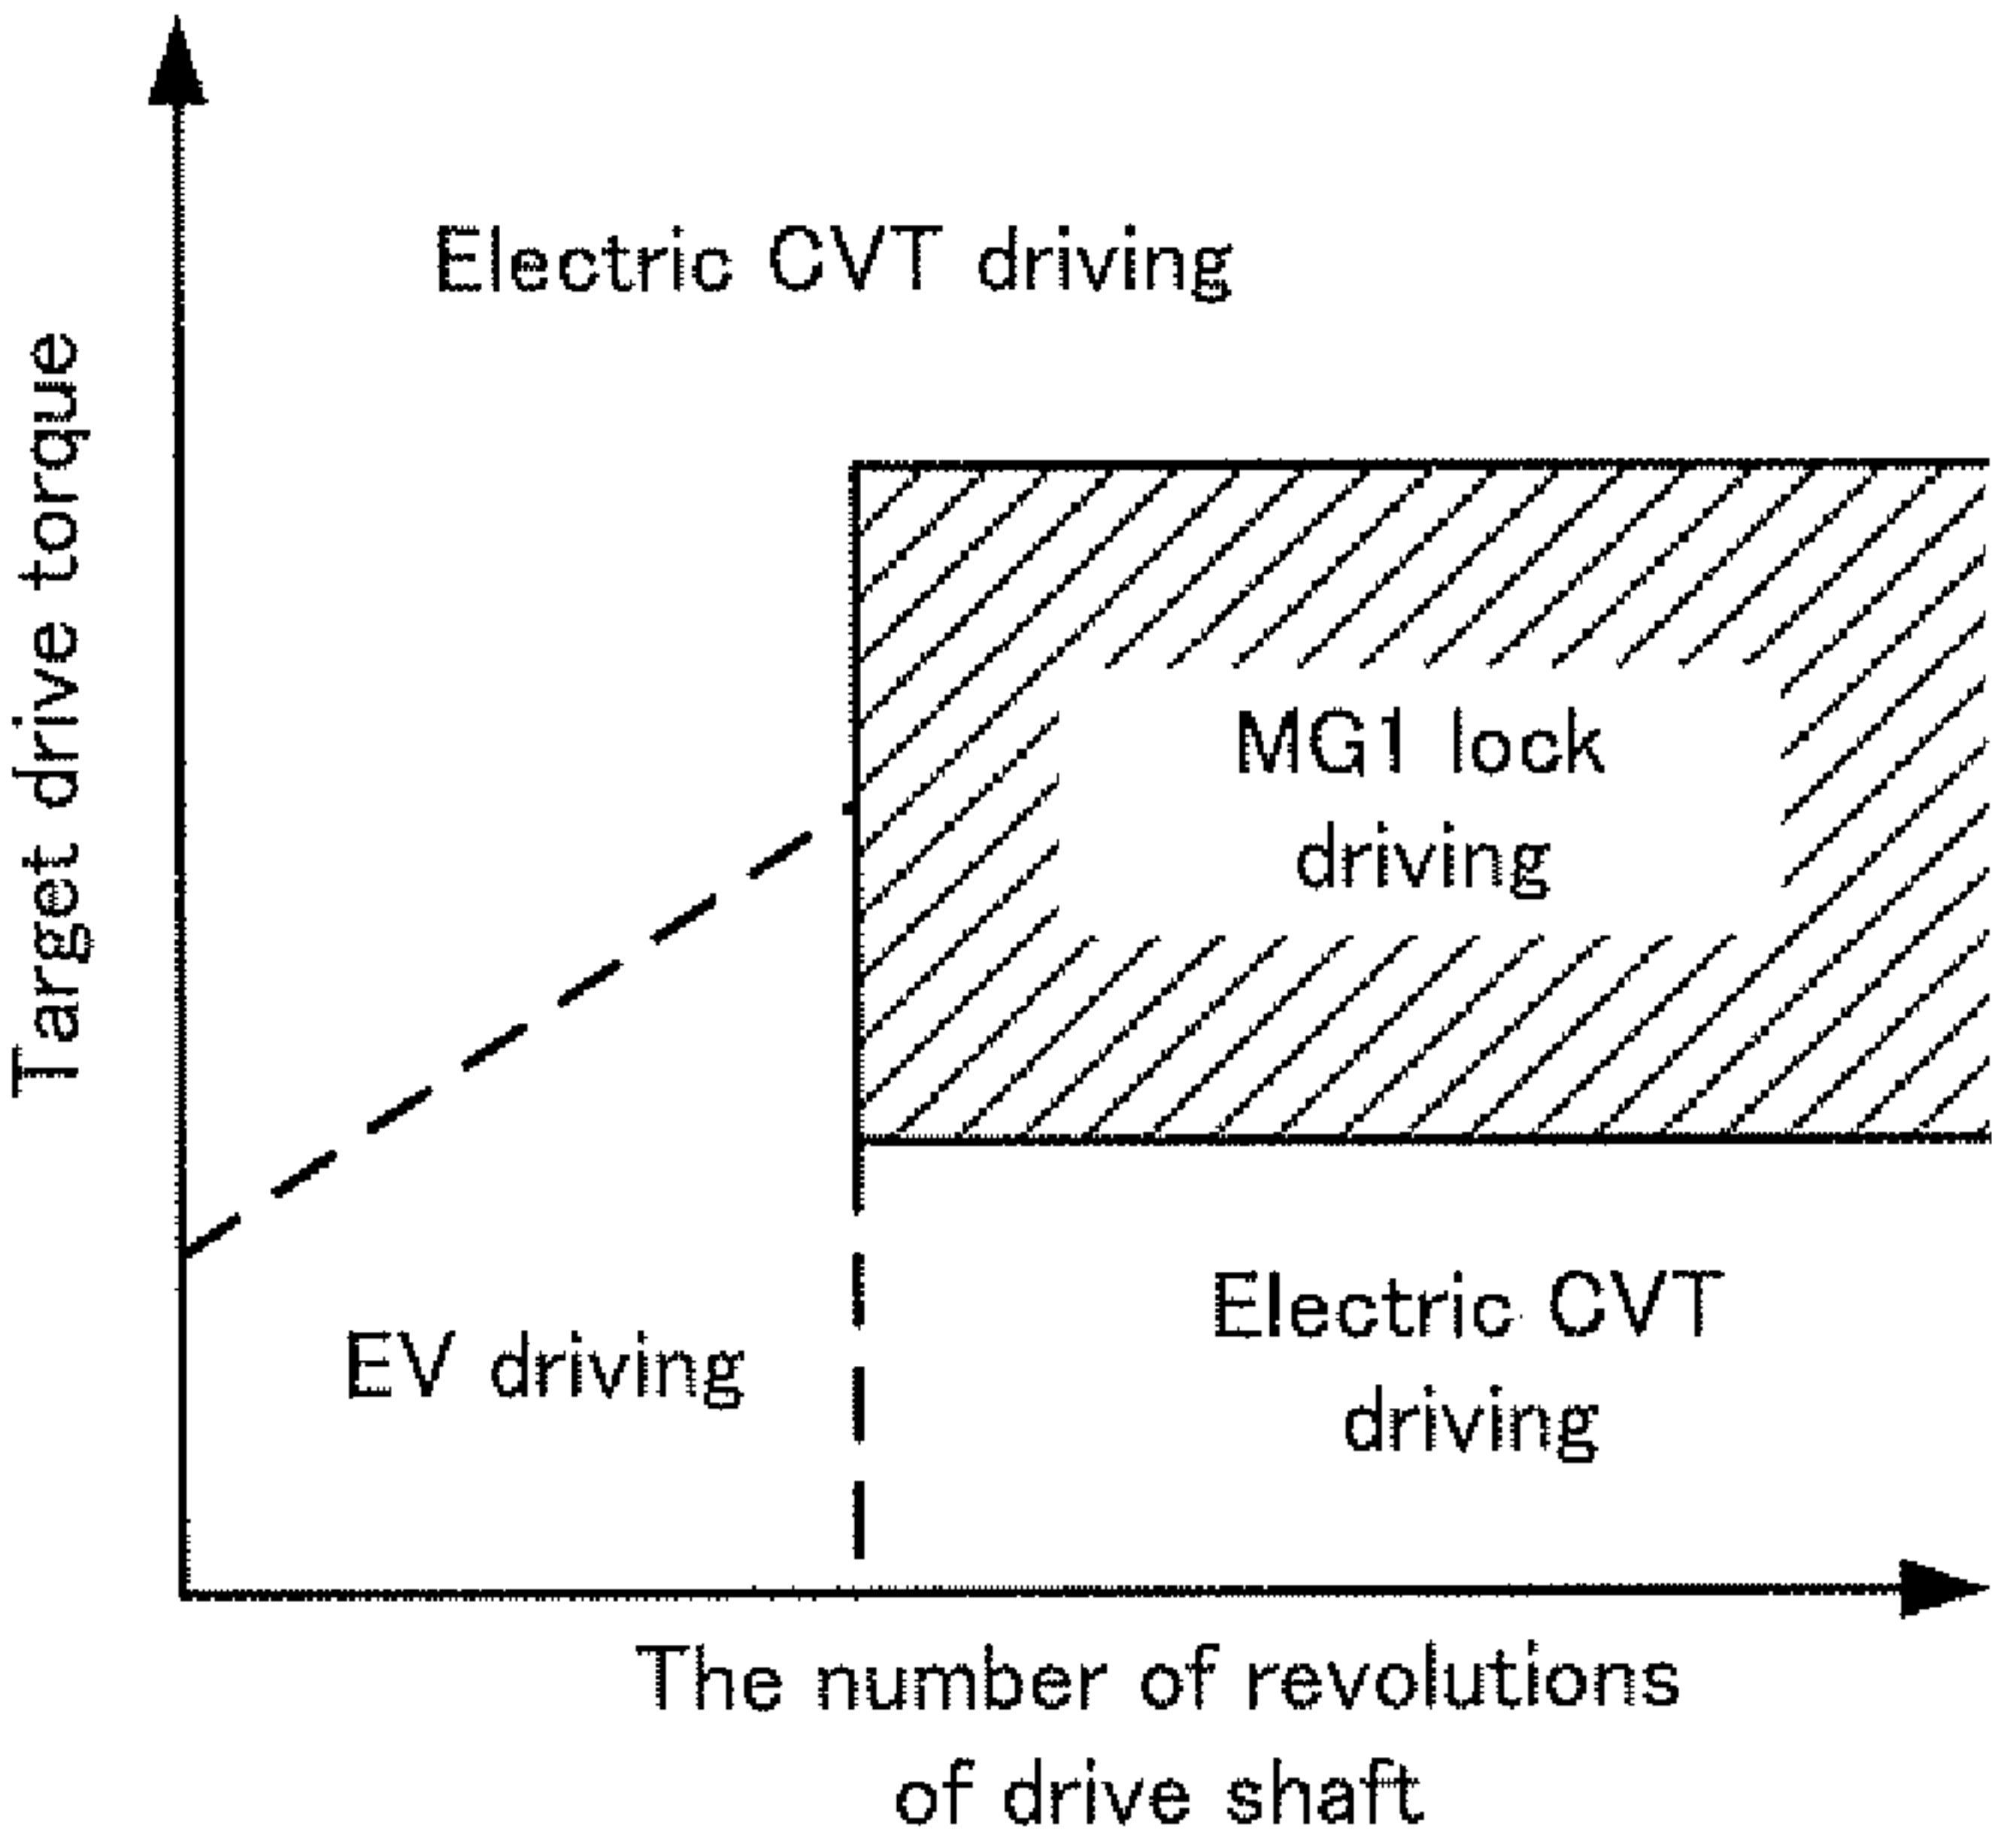 Target drive torque
Electric CVT driving
MG1 lock
driving
EV driving
Electric CVT
driving
The number of revolutions
of drive shaft